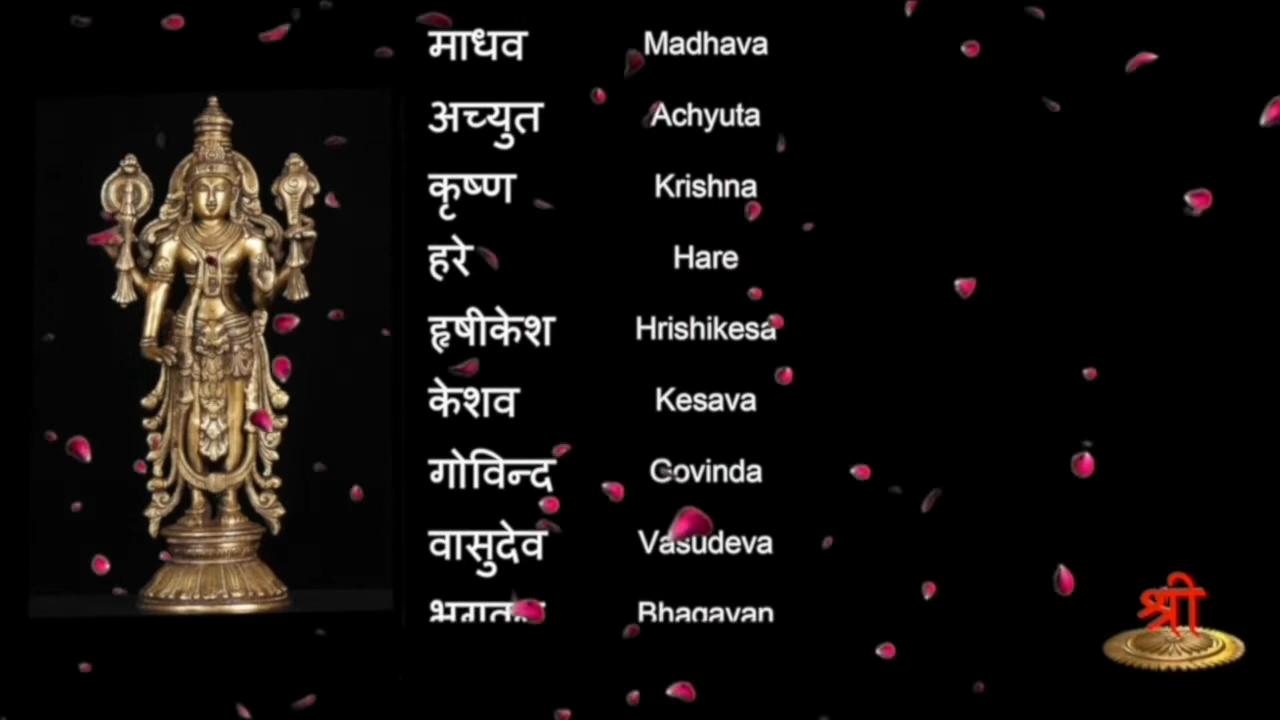 माधव Madhava
अच्युत Achyuta
कृष्ण Krishna
हरे Hare
हृषीकेश Hrishikesa
केशव Kesava
गोविन्द Govinda
वासुदेव Vasudeva
Bhagavan
श्री